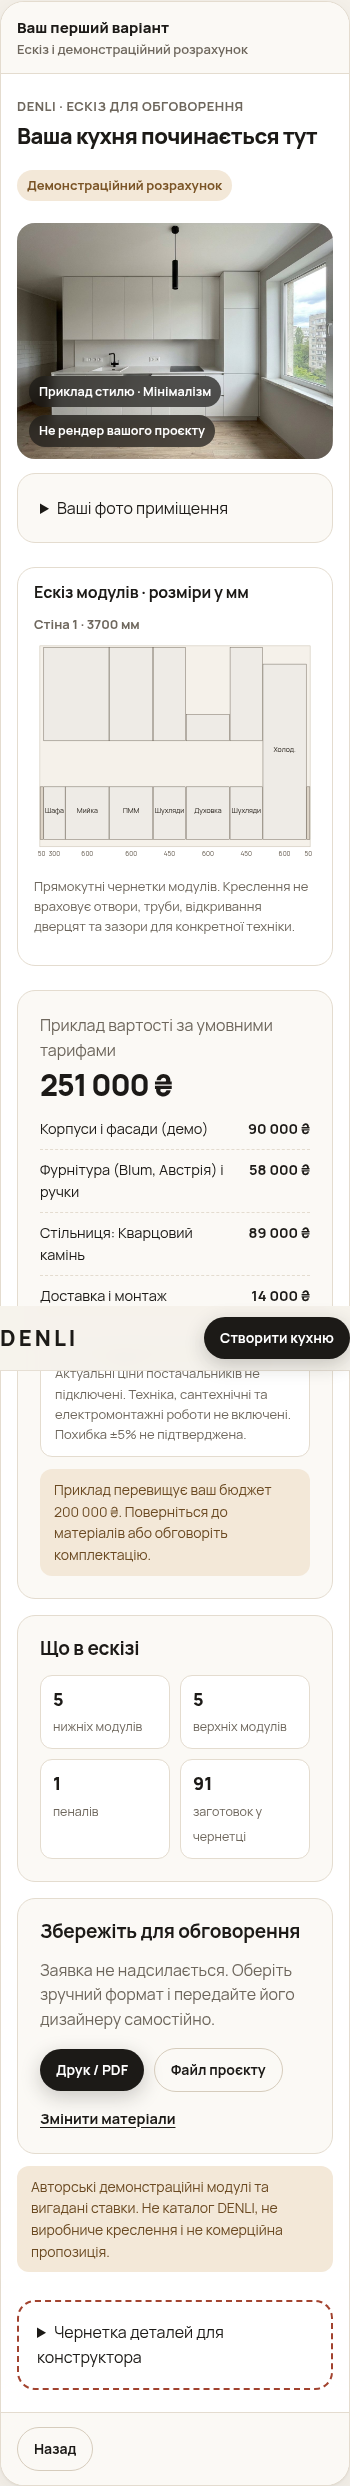 Ваш перший варіант
Ескіз і демонстраційний розрахунок
DENLI · ЕСКІЗ ДЛЯ ОБГОВОРЕННЯ
Ваша кухня починається тут
Демонстраційний розрахунок
Приклад стилю · Мінімалізм
Не рендер вашого проєкту
▶ Ваші фото приміщення
Ескіз модулів · розміри у мм
Стіна 1 · 3700 мм
Холод.
Шафа Мийка ПММ Шухляди Духовка Шухляди
50 300 600 600 450 600 450 600 50
Прямокутні чернетки модулів. Креслення не
враховує отвори, труби, відкривання
дверцят та зазори для конкретної техніки.
Приклад вартості за умовними
тарифами
251 000 ₴
Корпуси і фасади (демо) 90 000 ₴
Фурнітура (Blum, Австрія) і
ручки 58 000 ₴
Стільниця: Кварцовий
камінь 89 000 ₴
Доставка і монтаж 14 000 ₴
DENLI Створити кухню
Актуальні ціни постачальників не
підключені. Техніка, сантехнічні та
електромонтажні роботи не включені.
Похибка ±5% не підтверджена.
Приклад перевищує ваш бюджет
200 000 ₴. Поверніться до
матеріалів або обговоріть
комплектацію.
Що в ескізі
5 5
нижніх модулів верхніх модулів
1 91
пеналів заготовок у
чернетці
Збережіть для обговорення
Заявка не надсилається. Оберіть
зручний формат і передайте його
дизайнеру самостійно.
Друк / PDF Файл проєкту
Змінити матеріали
Авторські демонстраційні модулі та
вигадані ставки. Не каталог DENLI, не
виробниче креслення і не комерційна
пропозиція.
▶ Чернетка деталей для
конструктора
Назад